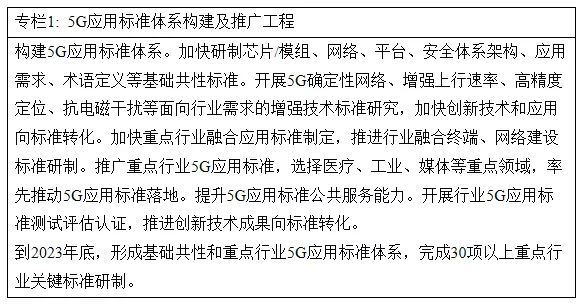 专栏1: 5G应用标准体系构建及推广工程
构建5G应用标准体系。加快研制芯片/模组、网络、平台、安全体系架构、应用
需求、术语定义等基础共性标准。开展5G确定性网络、增强上行速率、高精度
定位、抗电磁干扰等面向行业需求的增强技术标准研究，加快创新技术和应用
向标准转化。加快重点行业融合应用标准制定，推进行业融合终端、网络建设
标准研制。推广重点行业5G应用标准，选择医疗、工业、媒体等重点领域，率
先推动5G应用标准落地。提升5G应用标准公共服务能力。开展行业5G应用标
准测试评估认证，推进创新技术成果向标准转化。
到2023年底，形成基础共性和重点行业5G应用标准体系，完成30项以上重点行
业关键标准研制。